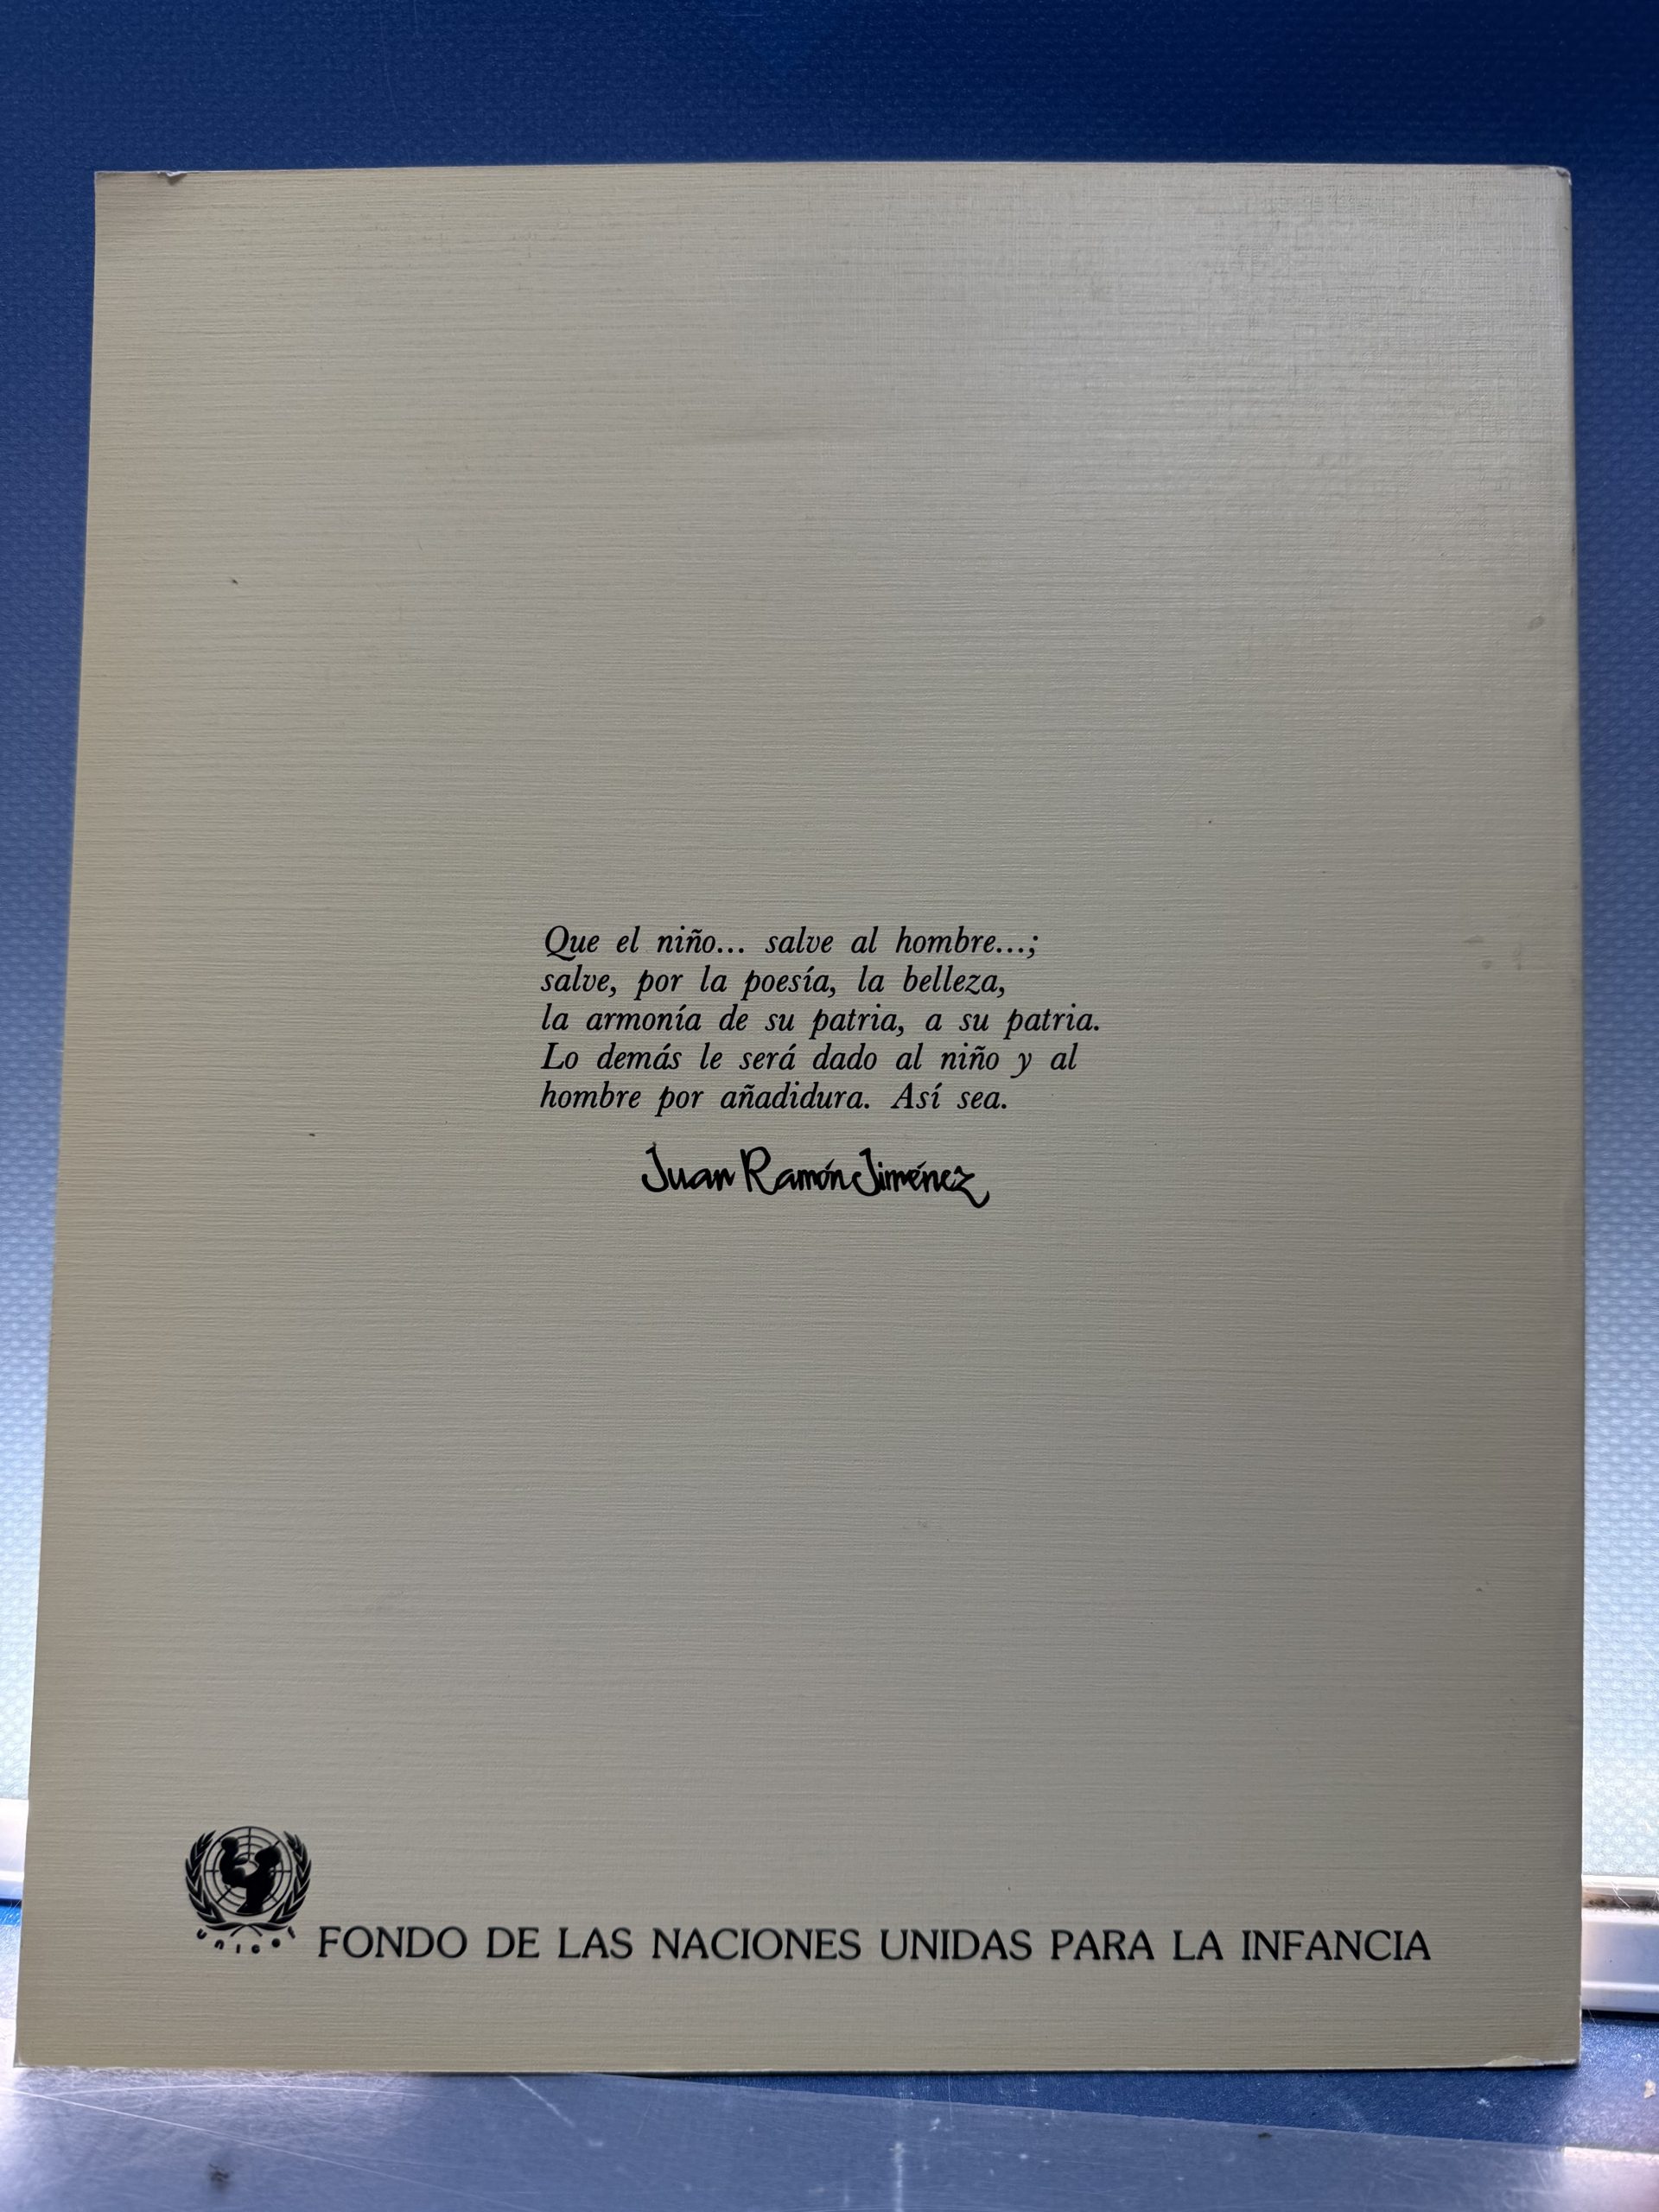 Que el niño... salve al hombre...;
salve, por la poesía, la belleza,
la armonía de su patria, a su patria.
Lo demás le será dado al niño y al
hombre por añadidura. Así sea.
Juan Ramón Jiménez
unicef
FONDO DE LAS NACIONES UNIDAS PARA LA INFANCIA